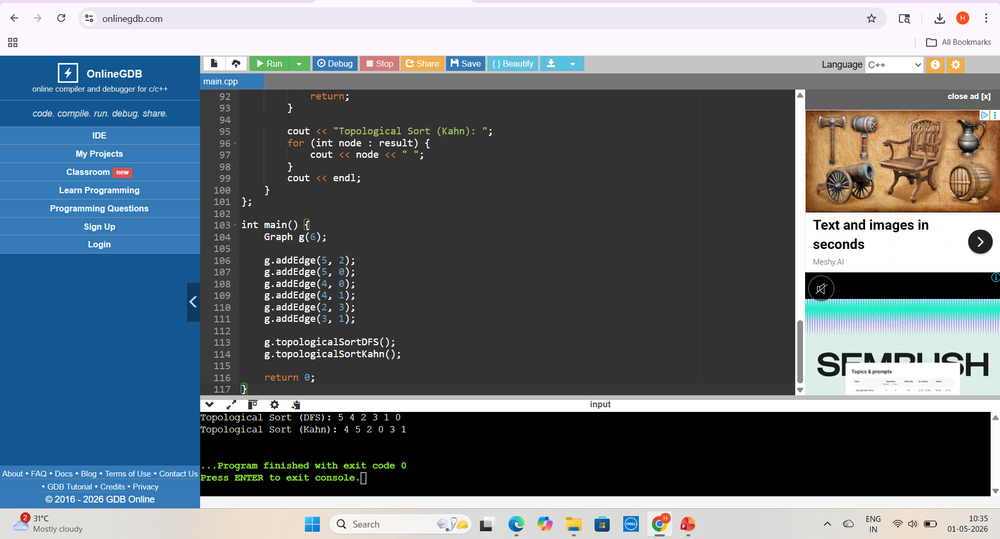 onlinegdb.com
H
All Bookmarks
OnlineGDB
online compiler and debugger for c/c++
code. compile. run. debug. share.
IDE
My Projects
Classroom new
Learn Programming
Programming Questions
Sign Up
Login
About • FAQ • Docs • Blog • Terms of Use • Contact Us
• GDB Tutorial • Credits • Privacy
© 2016 - 2026 GDB Online
Run Debug Stop Share Save { } Beautify
Language C++
main.cpp
92 return;
93 }
94
95 cout << "Topological Sort (Kahn): ";
96 for (int node : result) {
97 cout << node << " ";
98 }
99 cout << endl;
100 }
101 };
102
103 int main() {
104 Graph g(6);
105
106 g.addEdge(5, 2);
107 g.addEdge(5, 0);
108 g.addEdge(4, 0);
109 g.addEdge(4, 1);
110 g.addEdge(2, 3);
111 g.addEdge(3, 1);
112
113 g.topologicalSortDFS();
114 g.topologicalSortKahn();
115
116 return 0;
117 }
input
Topological Sort (DFS): 5 4 2 3 1 0
Topological Sort (Kahn): 4 5 2 0 3 1
...Program finished with exit code 0
Press ENTER to exit console.
close ad [x]
Text and images in
seconds
Meshy.AI
SEMRUSH
Topics & prompts
2
31°C
Mostly cloudy
Search
DELL
H
P
ENG
IN
10:35
01-05-2026